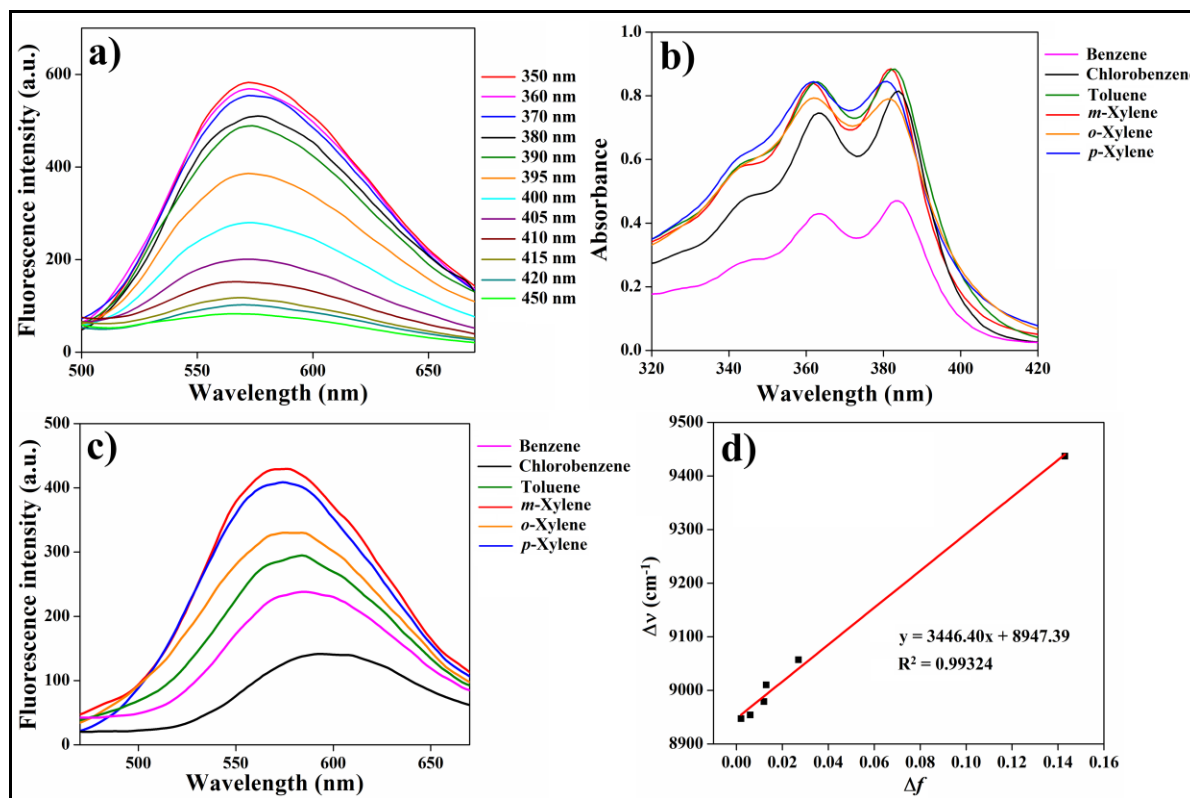 a)
Fluorescence intensity (a.u.)
600
400
200
0
500 550 600 650
Wavelength (nm)
350 nm
360 nm
370 nm
380 nm
390 nm
395 nm
400 nm
405 nm
410 nm
415 nm
420 nm
450 nm
b)
Absorbance
1.0
0.8
0.6
0.4
0.2
0.0
320 340 360 380 400 420
Wavelength (nm)
Benzene
Chlorobenzene
Toluene
m-Xylene
o-Xylene
p-Xylene
c)
Fluorescence intensity (a.u.)
500
400
300
200
100
0
500 550 600 650
Wavelength (nm)
Benzene
Chlorobenzene
Toluene
m-Xylene
o-Xylene
p-Xylene
d)
Δν (cm⁻¹)
9500
9400
9300
9200
9100
9000
8900
0.00 0.02 0.04 0.06 0.08 0.10 0.12 0.14 0.16
Δf
y = 3446.40x + 8947.39
R² = 0.99324